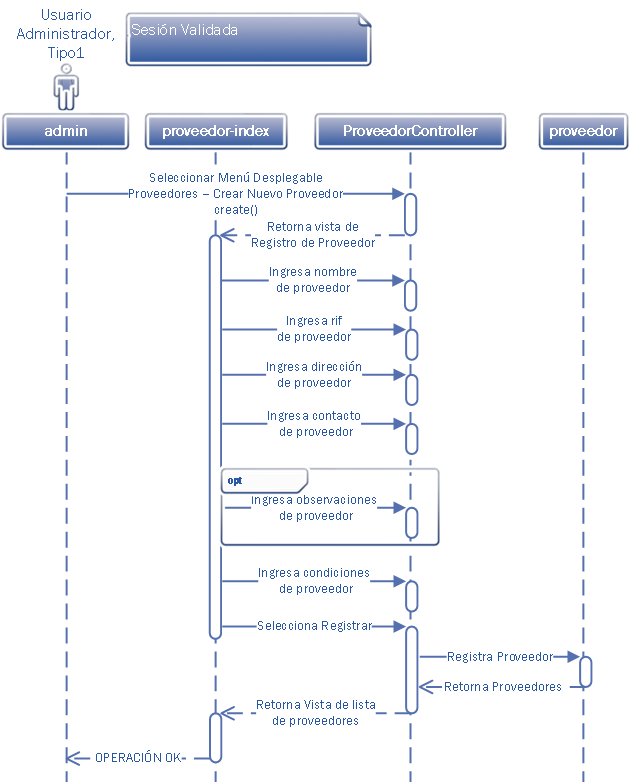 Usuario
Administrador,
Tipo1
Sesión Validada
admin
proveedor-index
ProveedorController
proveedor
Seleccionar Menú Desplegable
Proveedores – Crear Nuevo Proveedor
create()
Retorna vista de
Registro de Proveedor
Ingresa nombre
de proveedor
Ingresa rif
de proveedor
Ingresa dirección
de proveedor
Ingresa contacto
de proveedor
opt
Ingresa observaciones
de proveedor
Ingresa condiciones
de proveedor
Selecciona Registrar
Registra Proveedor
Retorna Proveedores
Retorna Vista de lista
de proveedores
OPERACIÓN OK